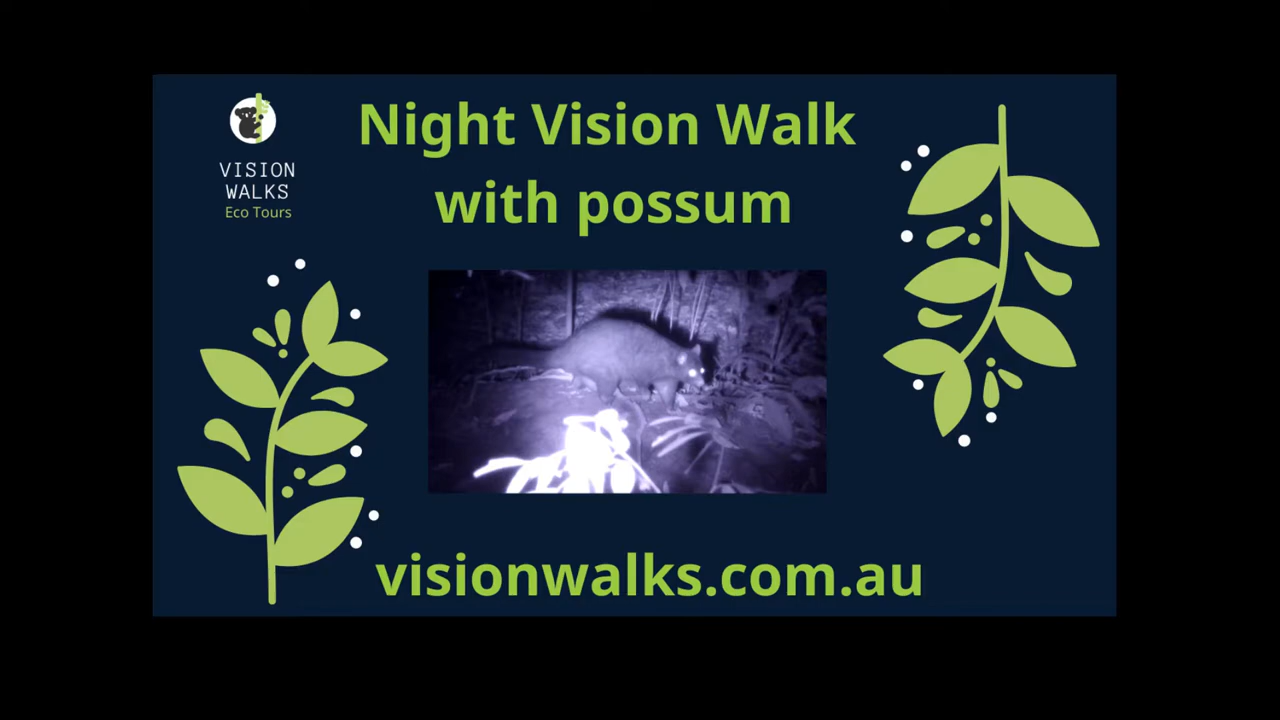 Night Vision Walk
with possum
VISION
WALKS
Eco Tours
visionwalks.com.au